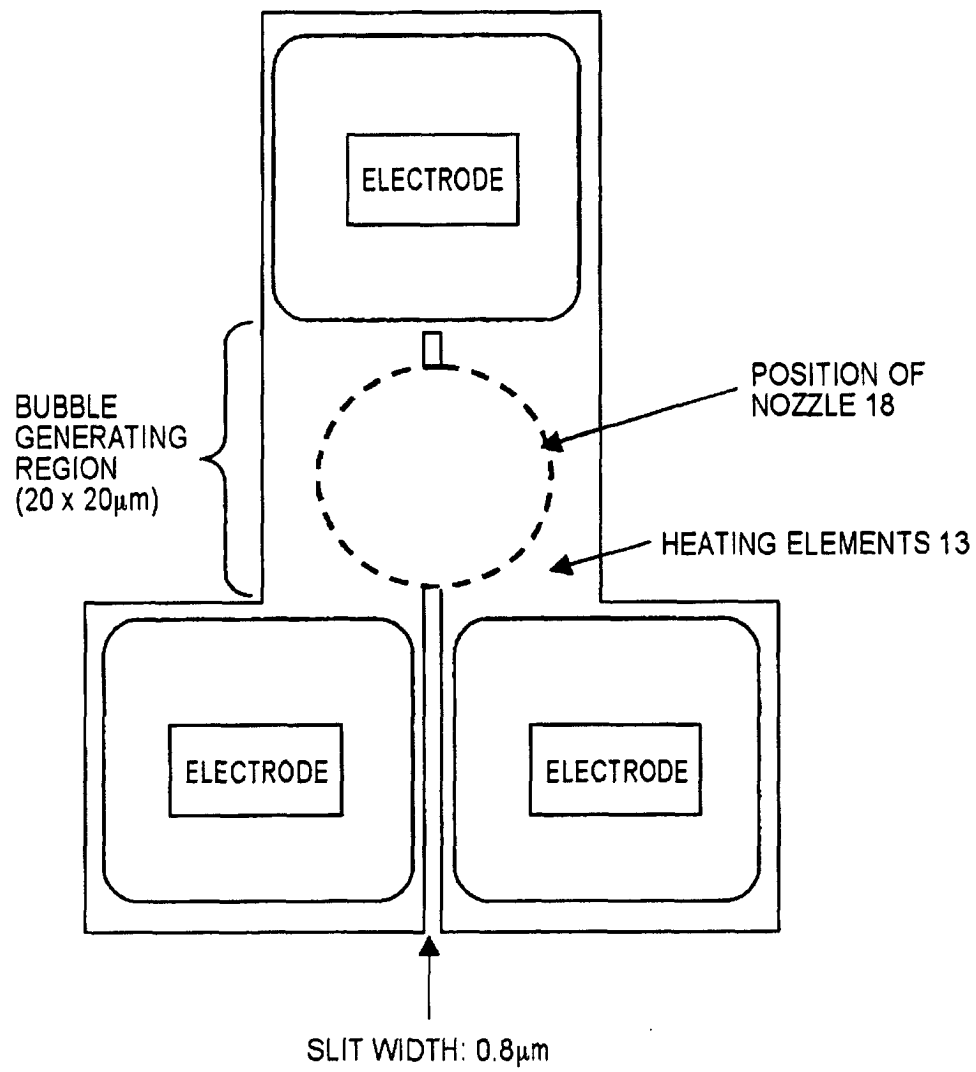 ELECTRODE
BUBBLE
GENERATING
REGION
(20 x 20μm)
POSITION OF
NOZZLE 18
HEATING ELEMENTS 13
ELECTRODE
ELECTRODE
SLIT WIDTH: 0.8μm